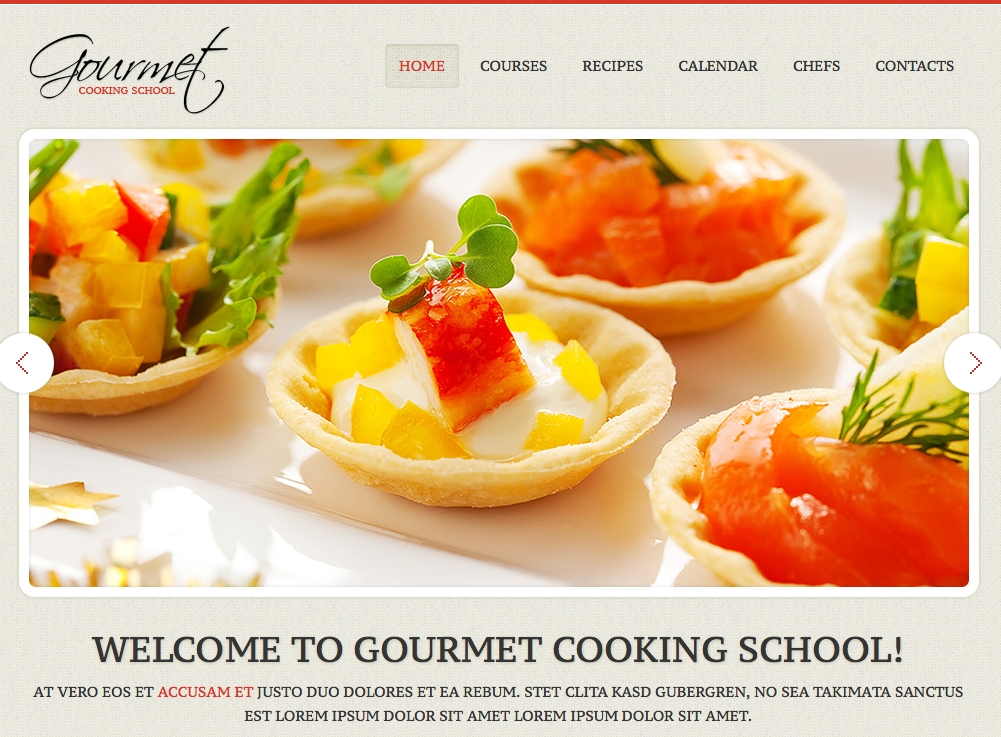 Gourmet
COOKING SCHOOL
HOME COURSES RECIPES CALENDAR CHEFS CONTACTS
WELCOME TO GOURMET COOKING SCHOOL!
AT VERO EOS ET ACCUSAM ET JUSTO DUO DOLORES ET EA REBUM. STET CLITA KASD GUBERGREN, NO SEA TAKIMATA SANCTUS
EST LOREM IPSUM DOLOR SIT AMET LOREM IPSUM DOLOR SIT AMET.